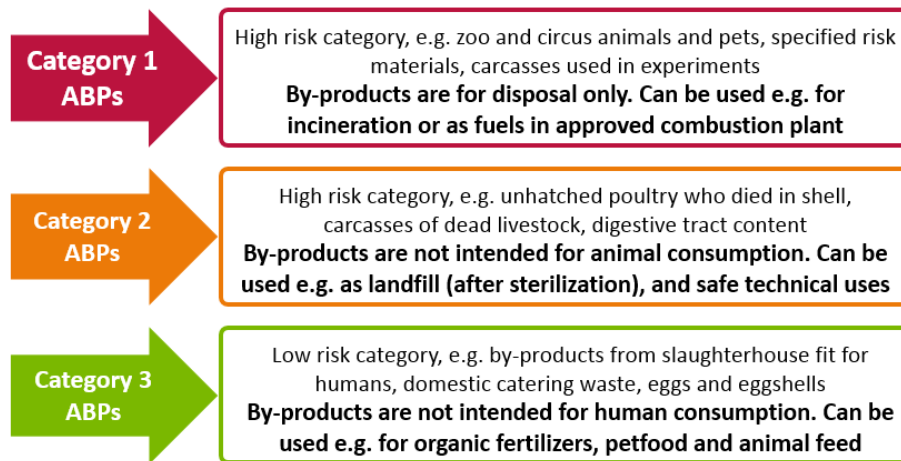 Category 1
ABPs
High risk category, e.g. zoo and circus animals and pets, specified risk
materials, carcasses used in experiments
By-products are for disposal only. Can be used e.g. for
incineration or as fuels in approved combustion plant
Category 2
ABPs
High risk category, e.g. unhatched poultry who died in shell,
carcasses of dead livestock, digestive tract content
By-products are not intended for animal consumption. Can be
used e.g. as landfill (after sterilization), and safe technical uses
Category 3
ABPs
Low risk category, e.g. by-products from slaughterhouse fit for
humans, domestic catering waste, eggs and eggshells
By-products are not intended for human consumption. Can be
used e.g. for organic fertilizers, petfood and animal feed